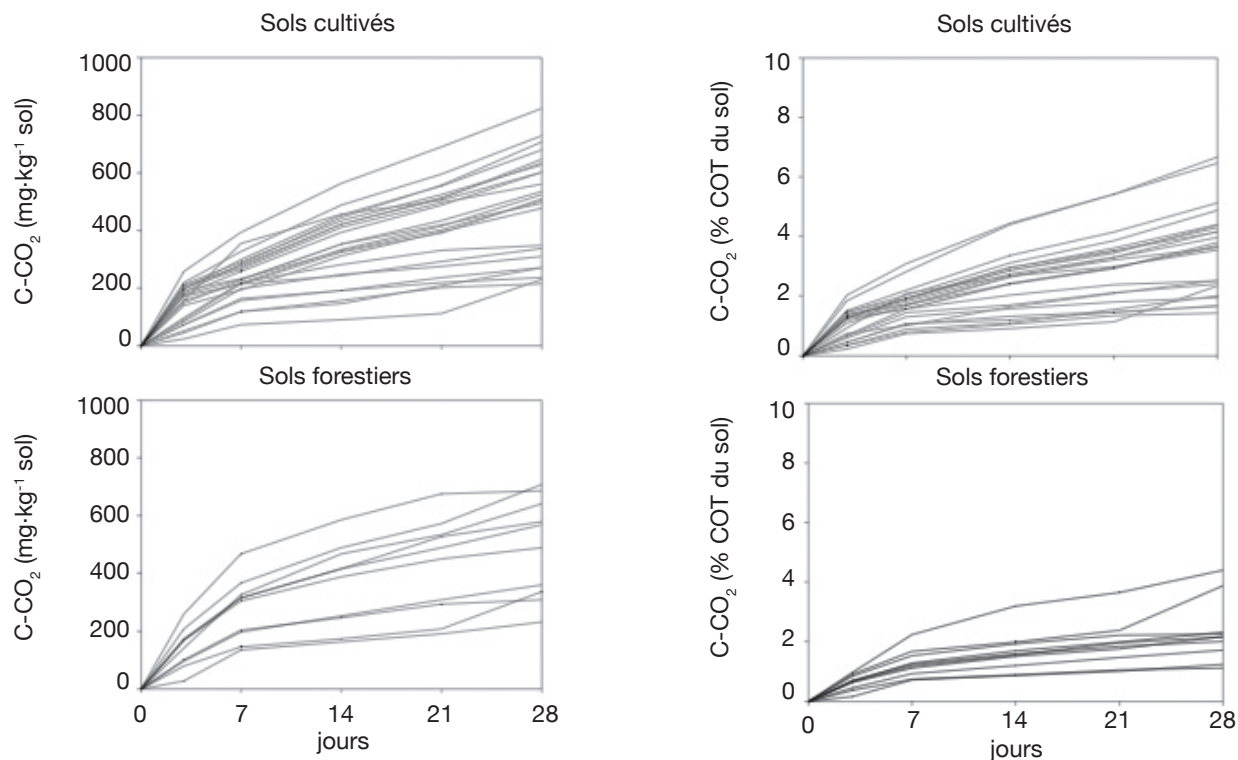 Sols cultivés
C-CO₂ (mg·kg⁻¹ sol)
1000
800
600
400
200
0
Sols cultivés
C-CO₂ (% COT du sol)
10
8
6
4
2
0
Sols forestiers
C-CO₂ (mg·kg⁻¹ sol)
1000
800
600
400
200
0
0 7 14 21 28
jours
Sols forestiers
C-CO₂ (% COT du sol)
10
8
6
4
2
0
0 7 14 21 28
jours